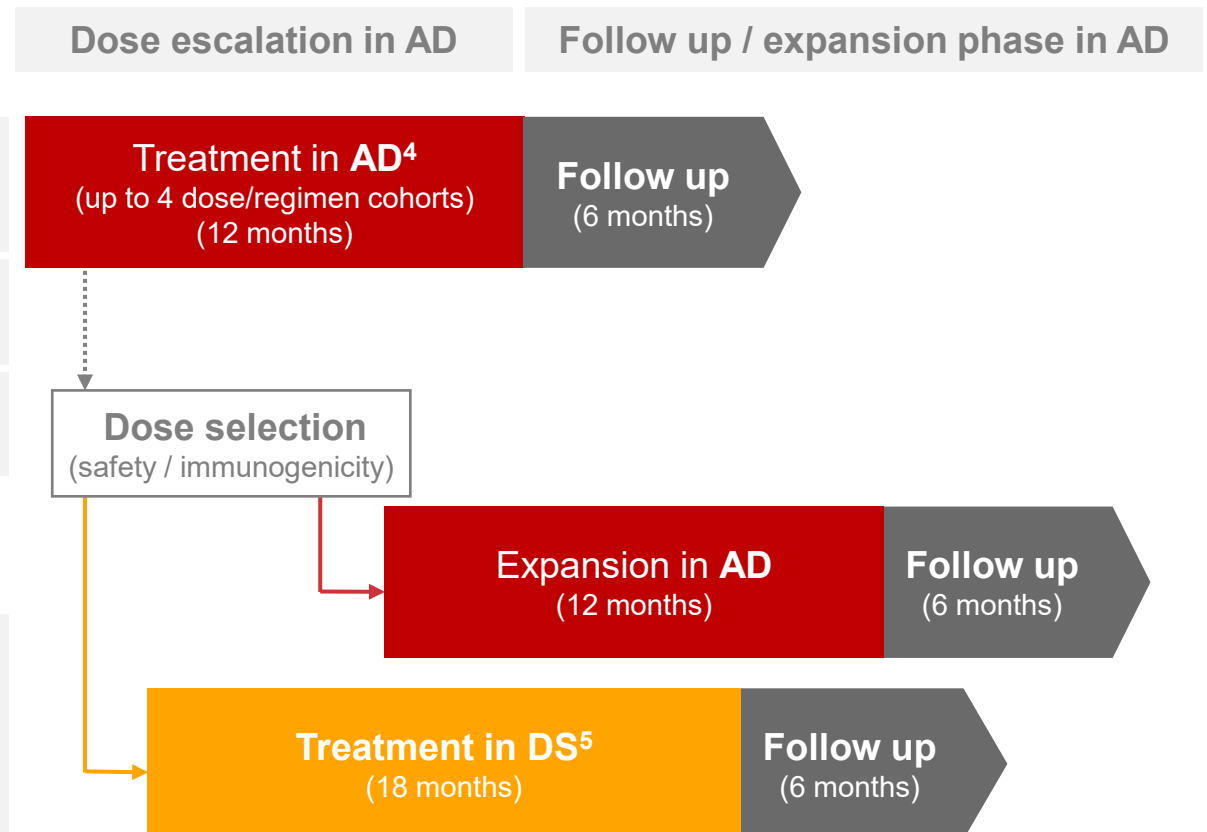 Dose escalation in AD
Follow up / expansion phase in AD
Treatment in AD⁴
(up to 4 dose/regimen cohorts)
(12 months)
Follow up
(6 months)
Dose selection
(safety / immunogenicity)
Expansion in AD
(12 months)
Follow up
(6 months)
Treatment in DS⁵
(18 months)
Follow up
(6 months)